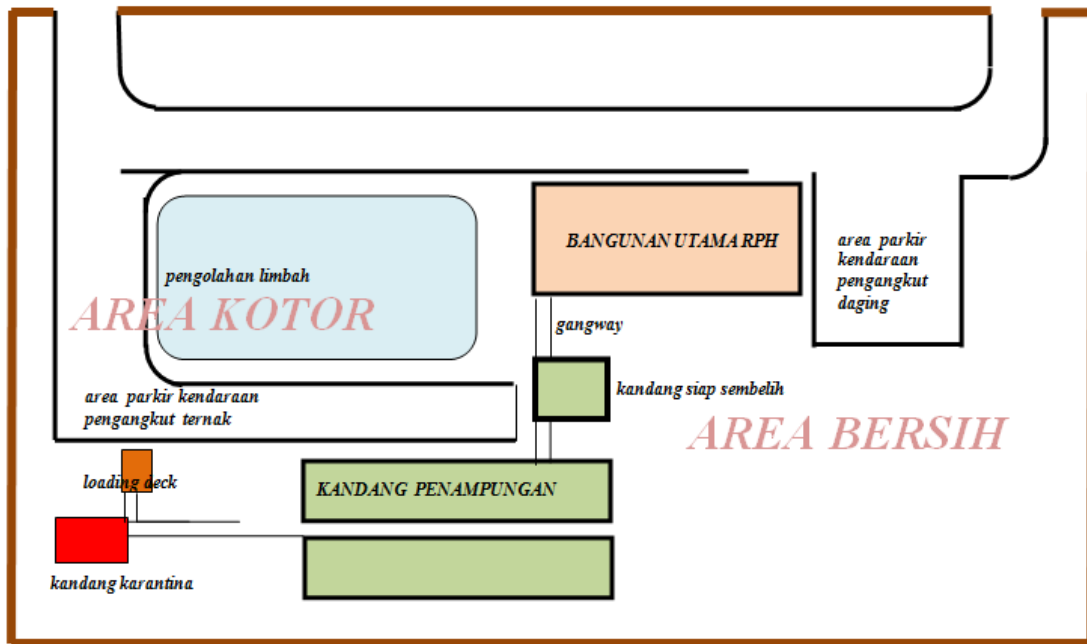 BANGUNAN UTAMA RPH
area parkir
kendaraan
pengangkut
daging
pengolahan limbah
AREA KOTOR
gangway
kandang siap sembelih
area parkir kendaraan
pengangkut ternak
AREA BERSIH
loading deck
KANDANG PENAMPUNGAN
kandang karantina